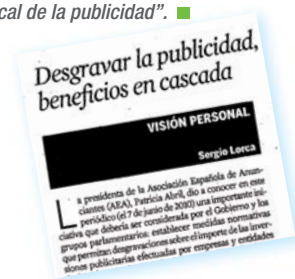 cal de la publicidad”. ■
Desgravar la publicidad,
beneficios en cascada
VISIÓN PERSONAL
Sergio Lorca
La presidenta de la Asociación Española de Anun-
ciantes (AEA), Patricia Abril, dio a conocer en este
periódico (el 7 de junio de 2010) una importante ini-
ciativa que debería ser considerada por el Gobierno y los
grupos parlamentarios: establecer medidas normativas
que permitan desgravaciones sobre el importe de las inver-
siones publicitarias efectuadas por empresas y entidades